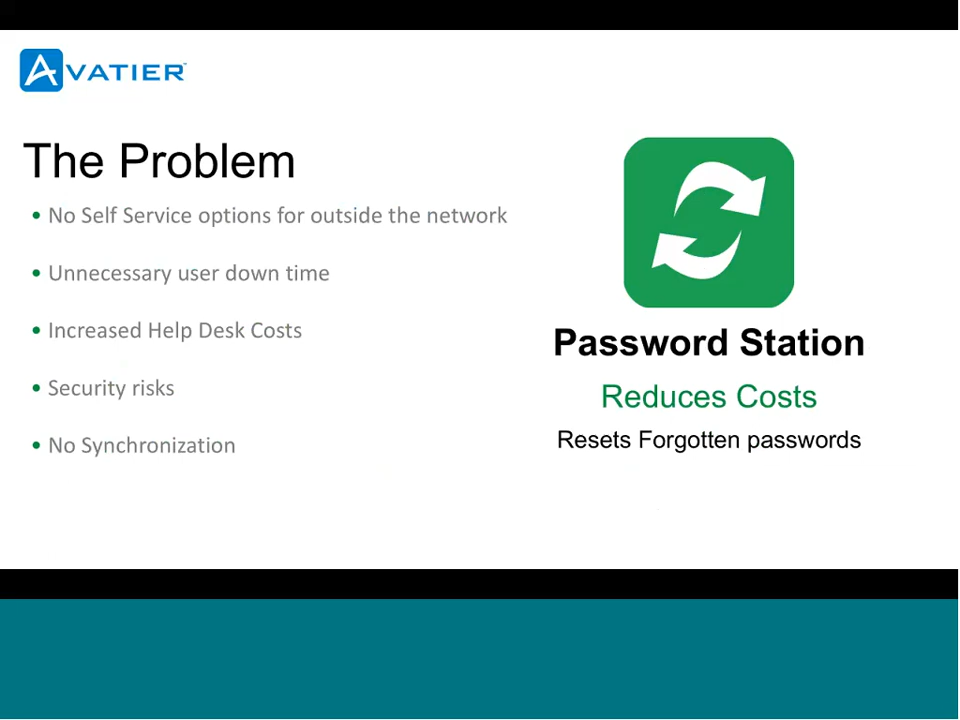 AVATIER™
The Problem
• No Self Service options for outside the network
• Unnecessary user down time
• Increased Help Desk Costs
• Security risks
• No Synchronization
Password Station
Reduces Costs
Resets Forgotten passwords